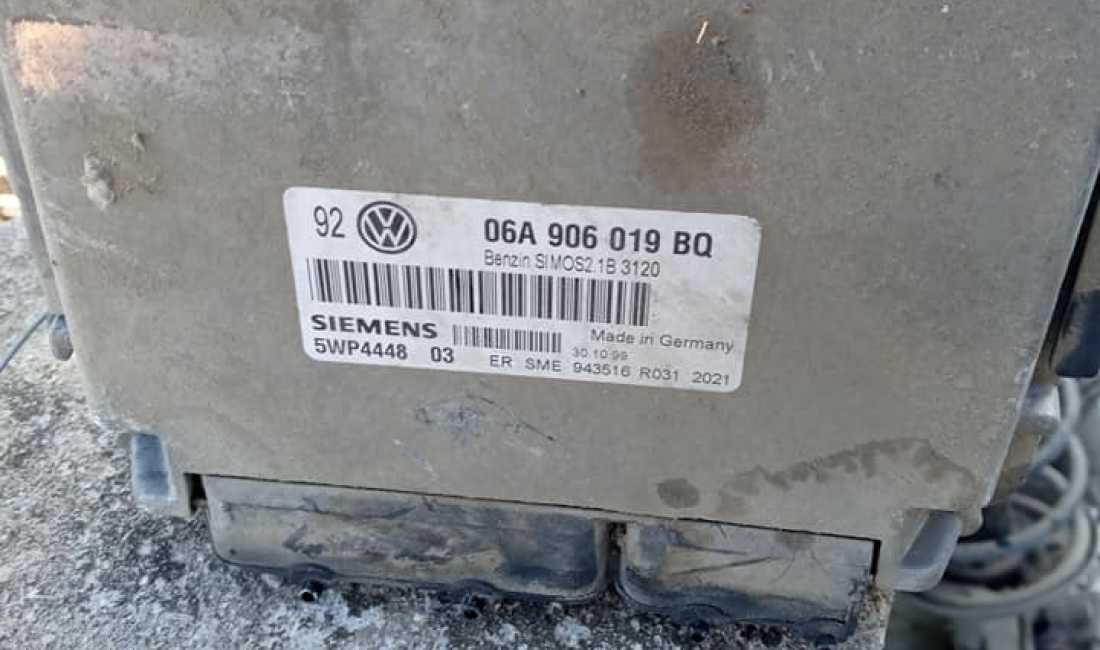 92 VW 06A 906 019 BQ
Benzin SIMOS2.1B 3120
SIEMENS Made in Germany
5WP4448 03 30.10.99
ER SME 943516 R031 2021